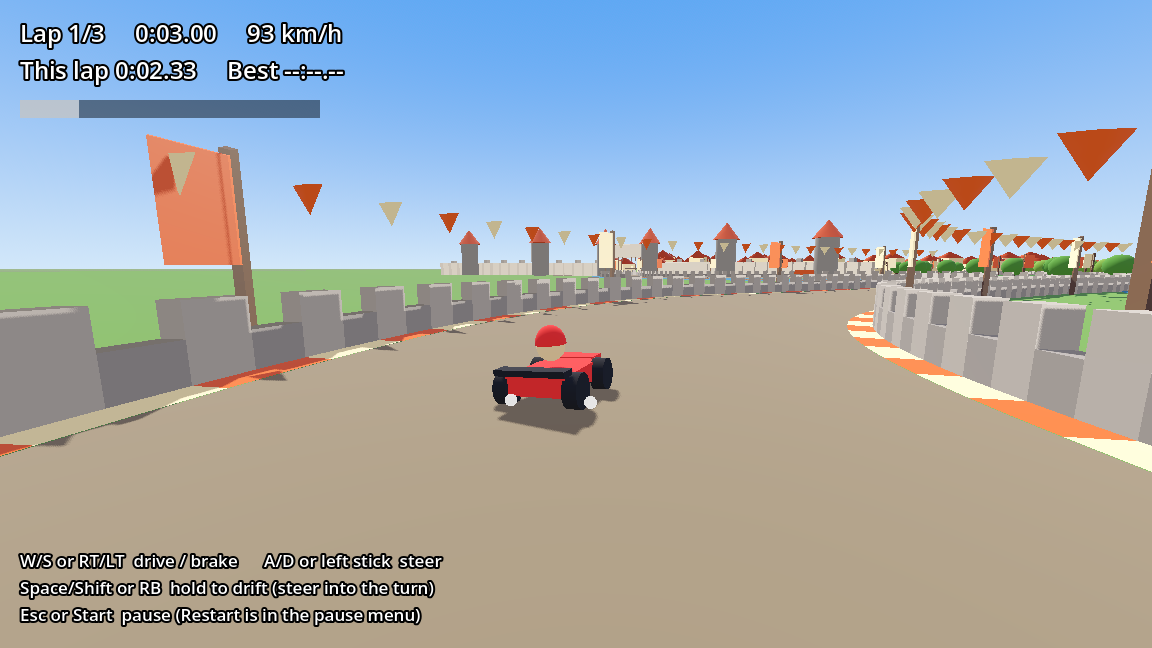 Lap 1/3 0:03.00 93 km/h
This lap 0:02.33 Best --:--.--
W/S or RT/LT drive / brake A/D or left stick steer
Space/Shift or RB hold to drift (steer into the turn)
Esc or Start pause (Restart is in the pause menu)